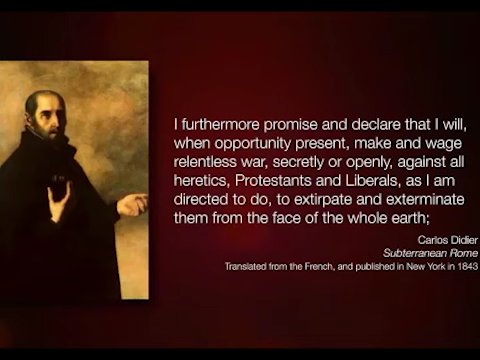 I furthermore promise and declare that I will,
when opportunity present, make and wage
relentless war, secretly or openly, against all
heretics, Protestants and Liberals, as I am
directed to do, to extirpate and exterminate
them from the face of the whole earth;
Carlos Didier
Subterranean Rome
Translated from the French, and published in New York in 1843